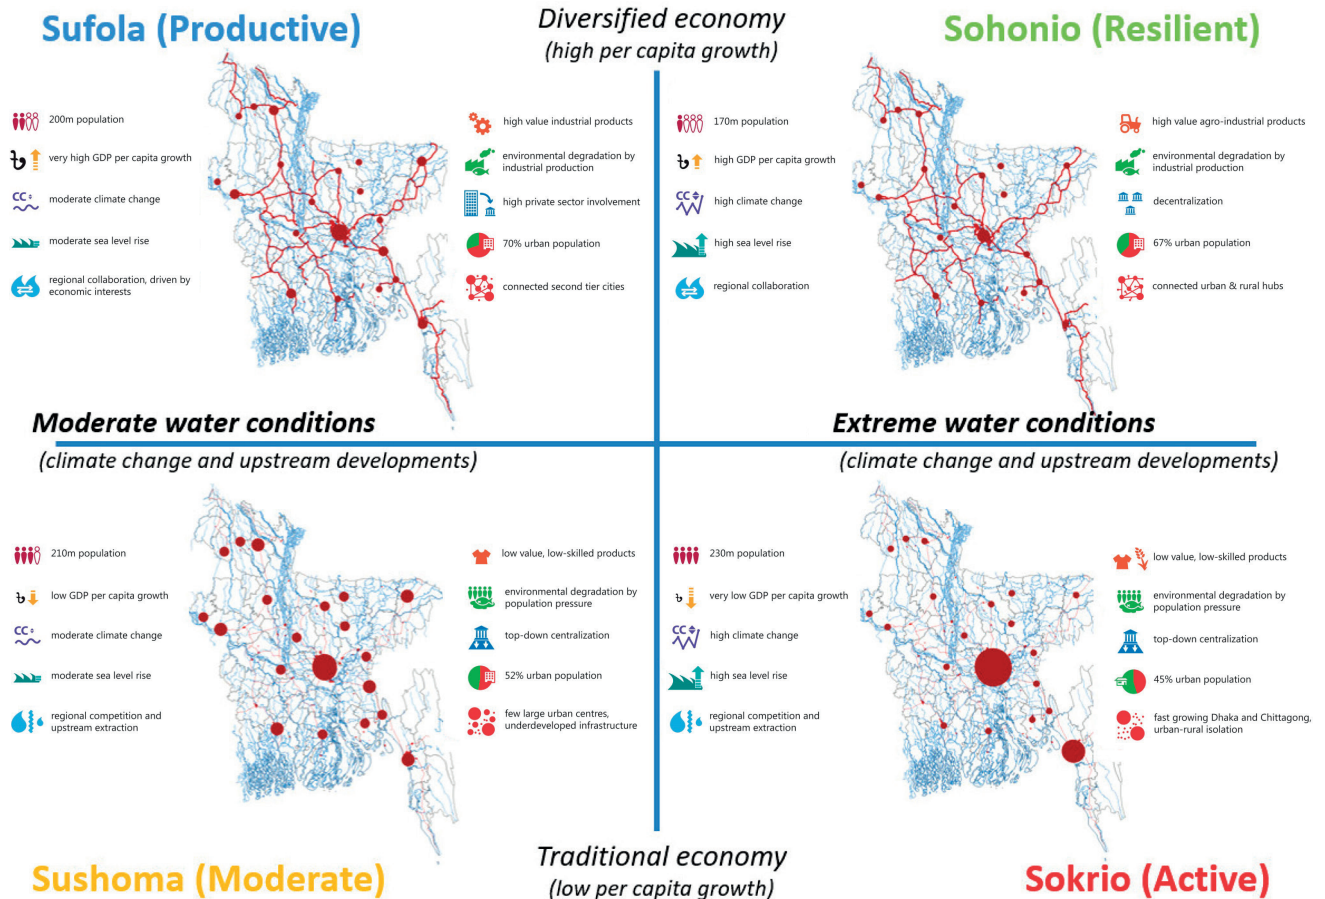 Sufola (Productive)
Diversified economy
(high per capita growth)
Sohonio (Resilient)
200m population
very high GDP per capita growth
CC
moderate climate change
moderate sea level rise
regional collaboration, driven by
economic interests
high value industrial products
environmental degradation by
industrial production
high private sector involvement
70% urban population
connected second tier cities
170m population
high GDP per capita growth
CC
high climate change
high sea level rise
regional collaboration
high value agro-industrial products
environmental degradation by
industrial production
decentralization
67% urban population
connected urban & rural hubs
Moderate water conditions
(climate change and upstream developments)
Extreme water conditions
(climate change and upstream developments)
210m population
৳
low GDP per capita growth
CC
moderate climate change
moderate sea level rise
regional competition and
upstream extraction
low value, low-skilled products
environmental degradation by
population pressure
top-down centralization
52% urban population
few large urban centres,
underdeveloped infrastructure
230m population
৳
very low GDP per capita growth
CC
high climate change
high sea level rise
regional competition and
upstream extraction
low value, low-skilled products
environmental degradation by
population pressure
top-down centralization
45% urban population
fast growing Dhaka and Chittagong,
urban-rural isolation
Sushoma (Moderate)
Traditional economy
(low per capita growth)
Sokrio (Active)